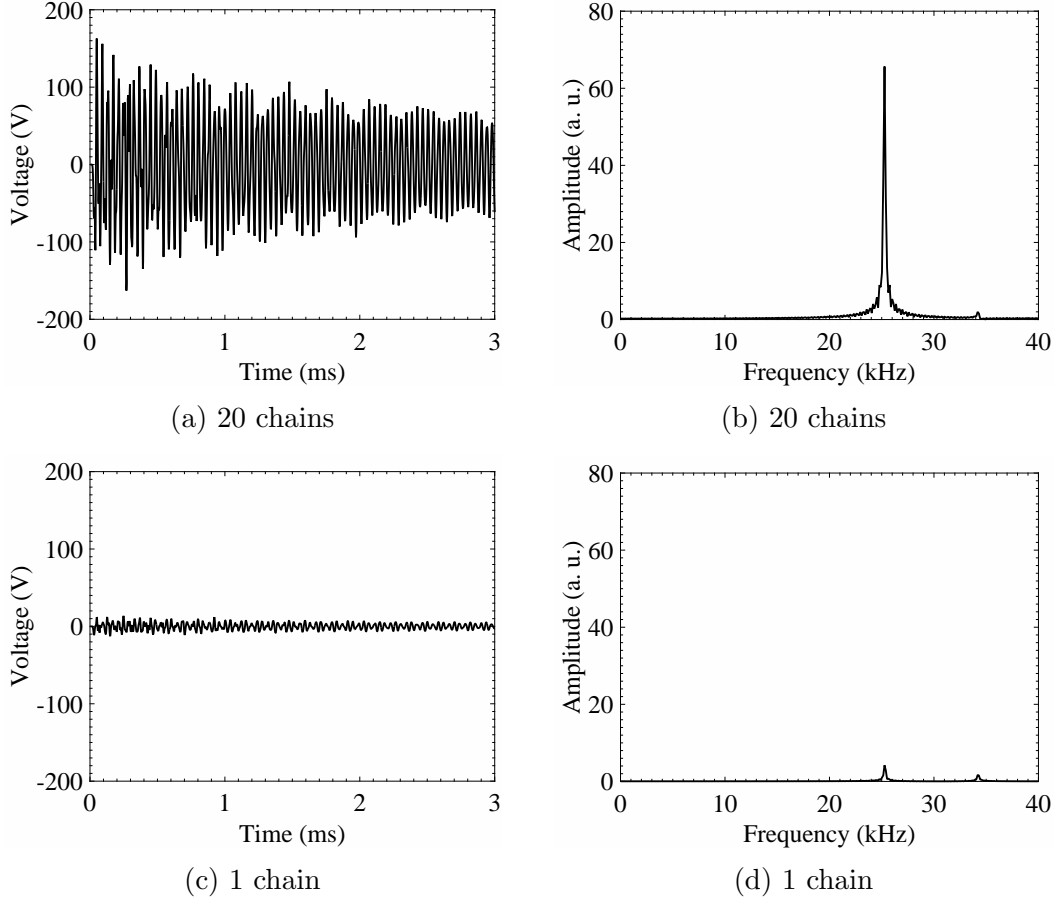 200
100
0
-100
-200
Voltage (V)
0 1 2 3
Time (ms)
(a) 20 chains
80
60
40
20
0
Amplitude (a. u.)
0 10 20 30 40
Frequency (kHz)
(b) 20 chains
200
100
0
-100
-200
Voltage (V)
0 1 2 3
Time (ms)
(c) 1 chain
80
60
40
20
0
Amplitude (a. u.)
0 10 20 30 40
Frequency (kHz)
(d) 1 chain